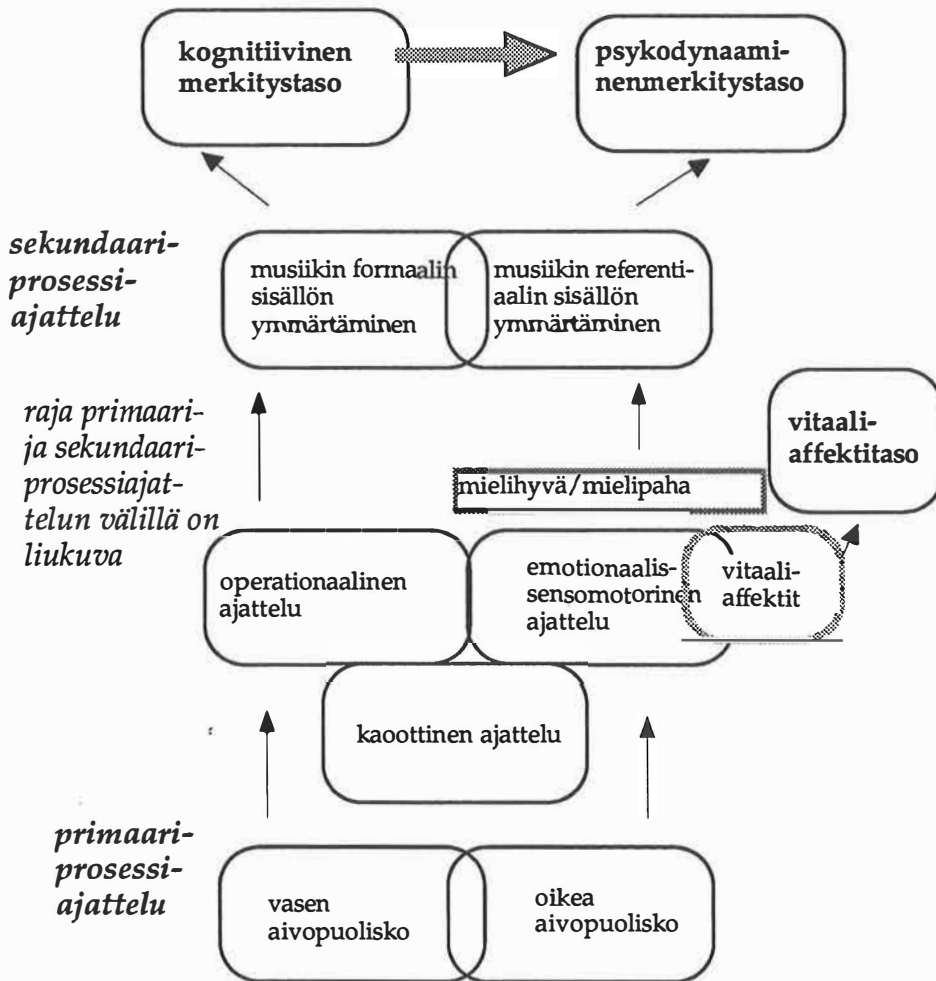 kognitiivinen
merkitystaso
psykodynaami-
nenmerkitystaso
sekundaari-
prosessi-
ajattelu
musiikin formaalin
sisällön
ymmärtäminen
musiikin referenti-
aalin sisällön
ymmärtäminen
raja primaari-
ja sekundaari-
prosessiajat-
telun välillä on
liukuva
vitaali-
affektitaso
mielihyvä/mielipaha
operationaalinen
ajattelu
emotionaalis-
sensomotorinen
ajattelu
vitaali-
affektit
kaoottinen ajattelu
primaari-
prosessi-
ajattelu
vasen
aivopuolisko
oikea
aivopuolisko